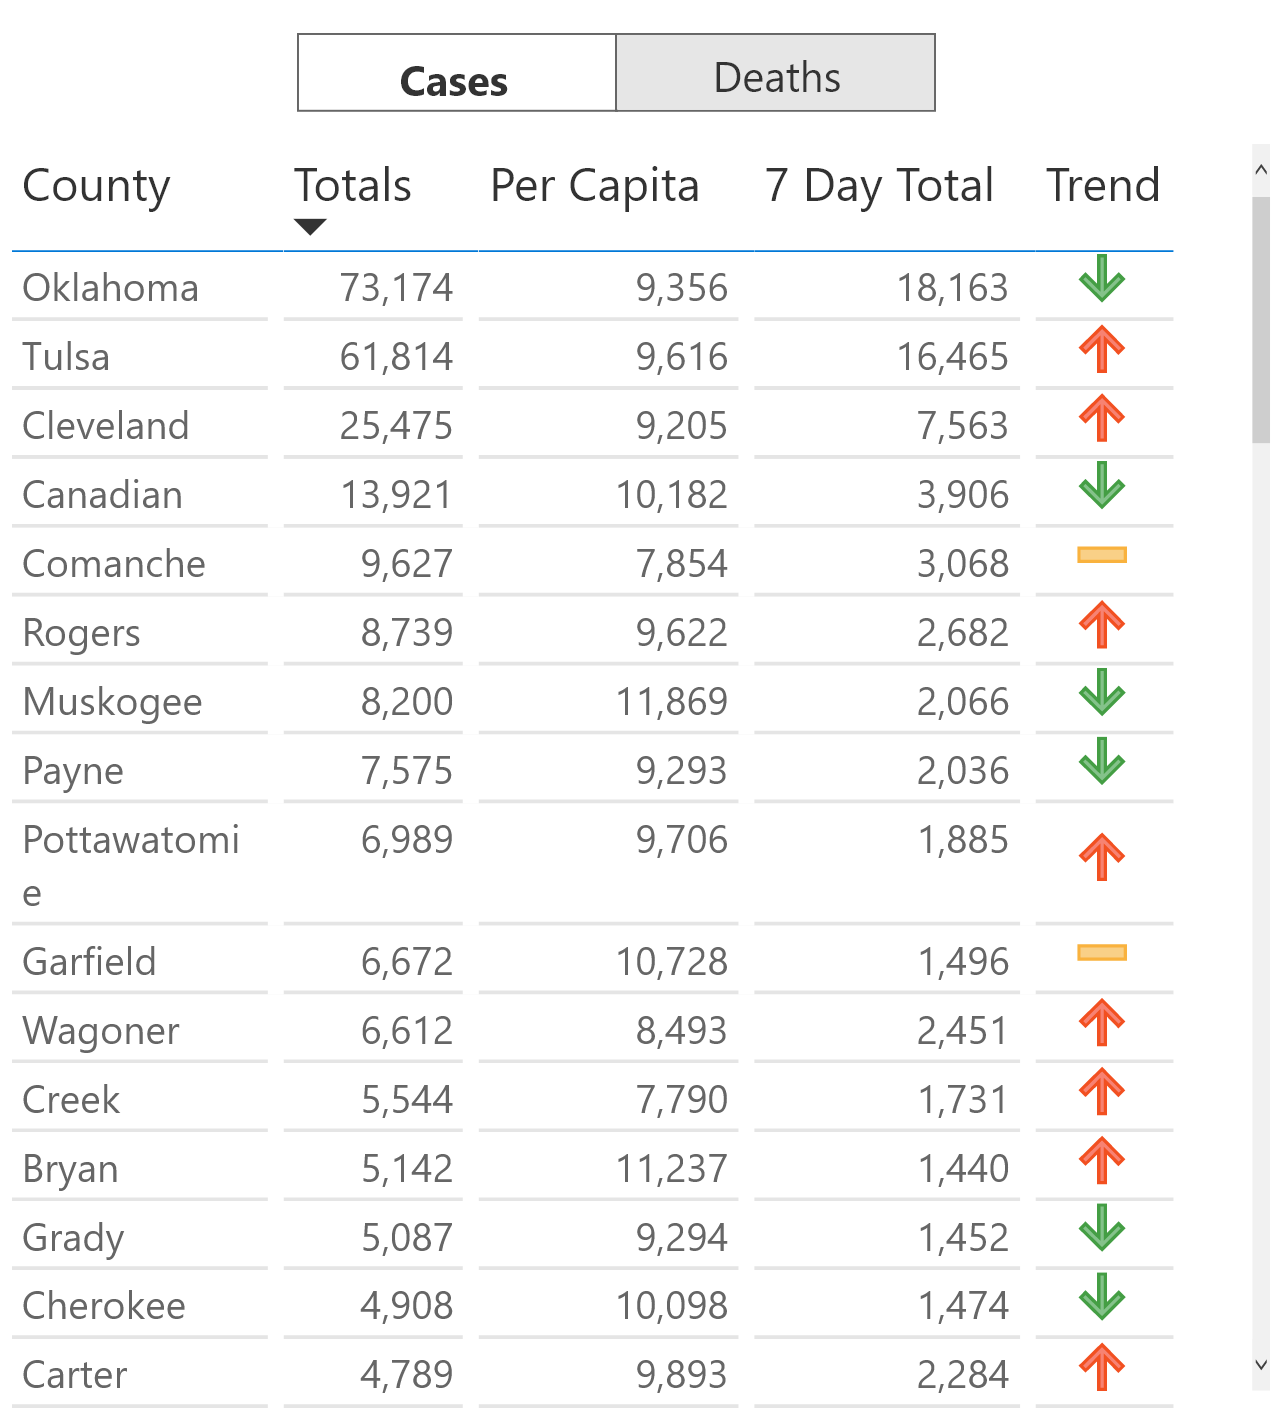 Cases Deaths
County Totals Per Capita 7 Day Total Trend
Oklahoma 73,174 9,356 18,163
Tulsa 61,814 9,616 16,465
Cleveland 25,475 9,205 7,563
Canadian 13,921 10,182 3,906
Comanche 9,627 7,854 3,068
Rogers 8,739 9,622 2,682
Muskogee 8,200 11,869 2,066
Payne 7,575 9,293 2,036
Pottawatomi 6,989 9,706 1,885
e
Garfield 6,672 10,728 1,496
Wagoner 6,612 8,493 2,451
Creek 5,544 7,790 1,731
Bryan 5,142 11,237 1,440
Grady 5,087 9,294 1,452
Cherokee 4,908 10,098 1,474
Carter 4,789 9,893 2,284